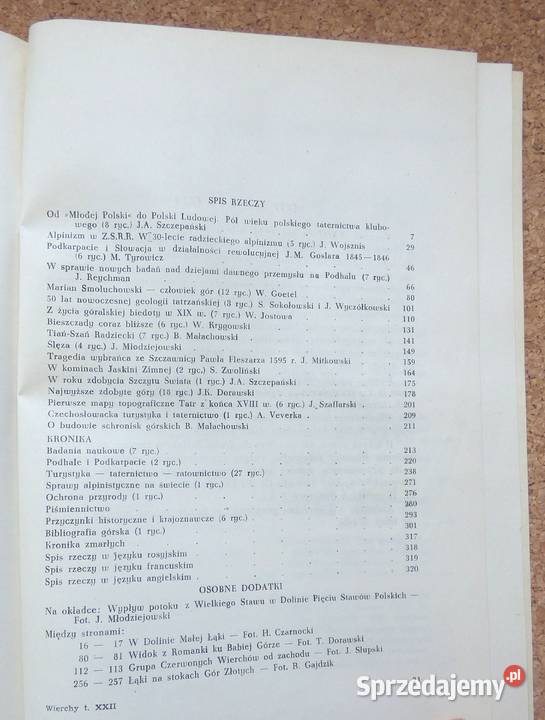 SPIS RZECZY
Od »Młodej Polski« do Polski Ludowej. Pół wieku polskiego taternictwa klubo-
wego (8 ryc.) J.A. Szczepański . . . 7
Alpinizm w Z.S.R.R. W 30-lecie radzieckiego alpinizmu (5 ryc.) J. Wojsznis . 29
Podkarpacie i Słowacja w działalności rewolucyjnej J.M. Goslara 1845—1846
(6 ryc.) M. Tyrowicz . . . 46
W sprawie nowych badań nad dziejami dawnego przemysłu na Podhalu (7 ryc.)
J. Reychman . . . 66
Marian Smoluchowski — człowiek gór (12 ryc.) W. Goetel . . . 80
50 lat nowoczesnej geologii tatrzańskiej (3 ryc.) S. Sokołowski i J. Wyczółkowski 101
Z życia góralskiej biedoty w XIX w. (7 ryc.) W. Jostowa . . . 110
Bieszczady coraz bliższe (6 ryc.) W. Krygowski . . . 131
Tiań-Szań Radziecki (7 ryc.) B. Małachowski . . . 141
Ślęża (4 ryc.) J. Młodziejowski . . . 149
Tragedia wybrańca ze Szczawnicy Pawła Fleszarza 1595 r. J. Mitkowski . 159
W kominach Jaskini Zimnej (2 ryc.) S. Zwoliński . . . 164
W roku zdobycia Szczytu Świata (1 ryc.) J.A. Szczepański . . . 175
Najwyższe zdobyte góry (18 ryc.) J.K. Dorawski . . . 178
Pierwsze mapy topograficzne Tatr z końca XVIII w. (6 ryc.) J. Szaflarski . 201
Czechosłowacka turystyka i taternictwo (1 ryc.) A. Veverka . . . 209
O budowie schronisk górskich B. Małachowski . . . 211
KRONIKA
Badania naukowe (7 ryc.) . . . 213
Podhale i Podkarpacie (2 ryc.) . . . 220
Turystyka — taternictwo — ratownictwo (27 ryc.) . . . 238
Sprawy alpinistyczne na świecie (1 ryc.) . . . 271
Ochrona przyrody (1 ryc.) . . . 276
Piśmiennictwo . . . 280
Przyczynki historyczne i krajoznawcze (6 ryc.) . . . 293
Bibliografia górska (1 ryc.) . . . 301
Kronika zmarłych . . . 317
Spis rzeczy w języku rosyjskim . . . 318
Spis rzeczy w języku francuskim . . . 319
Spis rzeczy w języku angielskim . . . 320
OSOBNE DODATKI
Na okładce: Wypływ potoku z Wielkiego Stawu w Dolinie Pięciu Stawów Polskich —
Fot. J. Młodziejowski
Między stronami:
16 — 17 W Dolinie Małej Łąki — Fot. H. Czarnocki
80 — 81 Widok z Romanki ku Babiej Górze — Fot. T. Dorawski
112 — 113 Grupa Czerwonych Wierchów od zachodu — Fot. J. Słupski
256 — 257 Łąki na stokach Gór Złotych — Fot. B. Gajdzik
Wierchy t. XXII
Sprzedajemy.pl